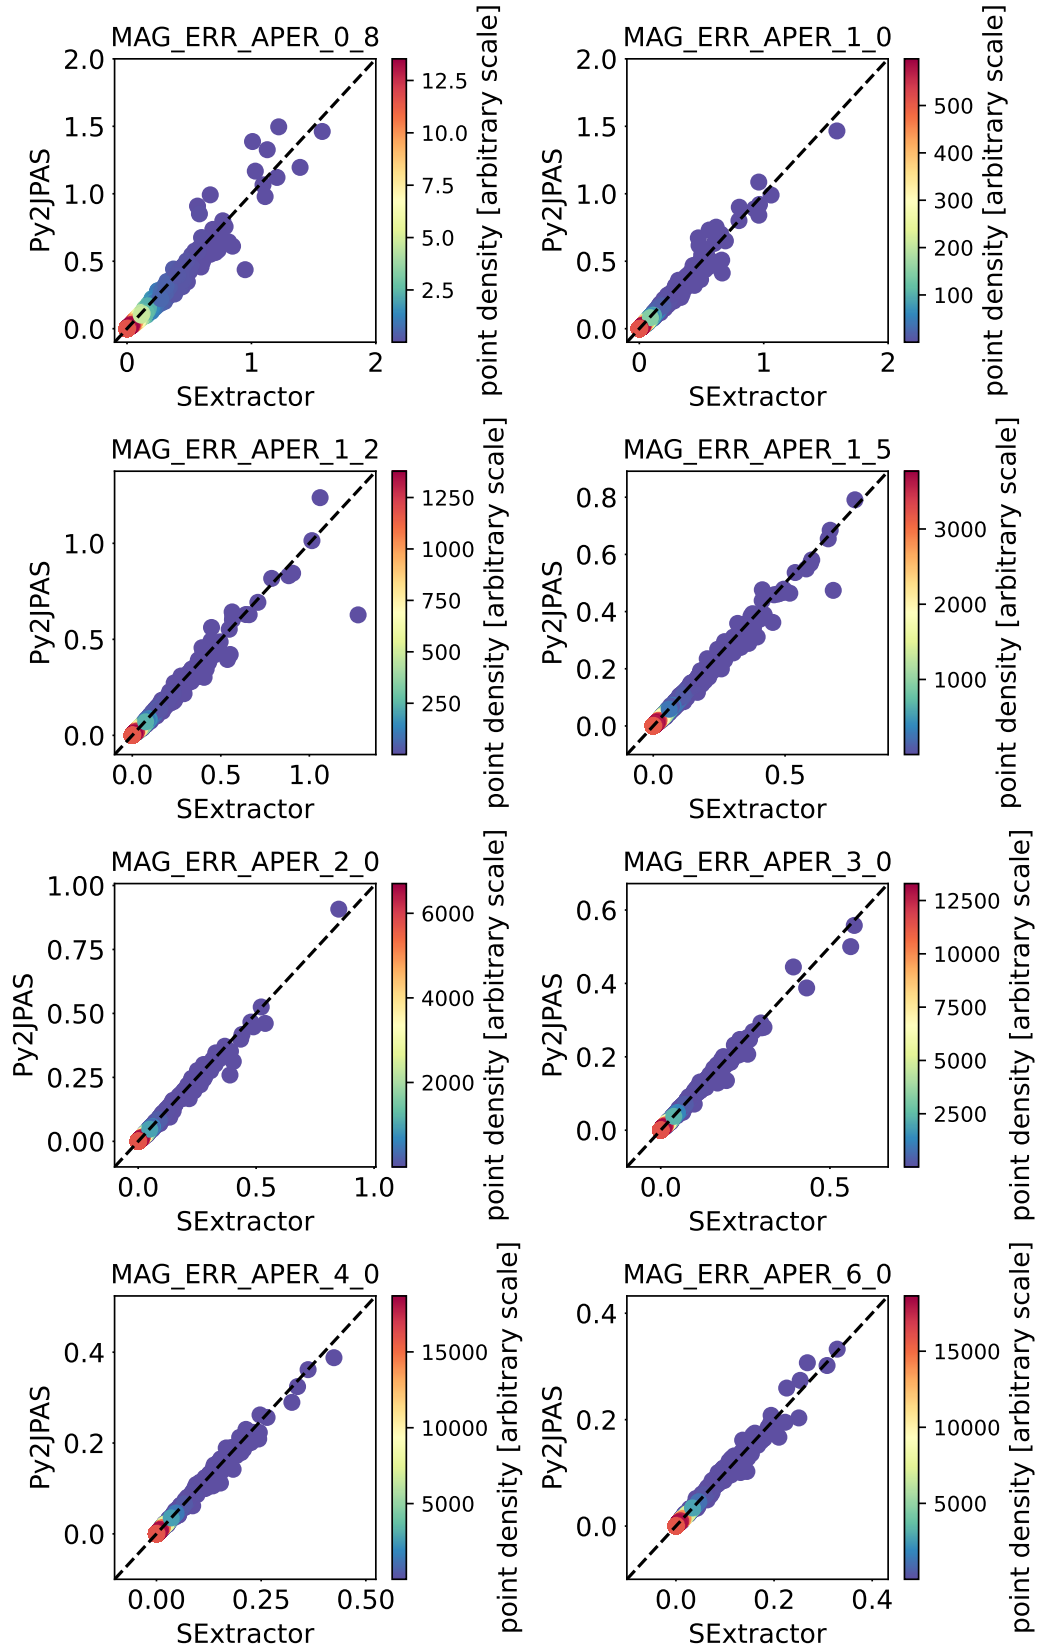 MAG_ERR_APER_0_8
2.0
1.5
1.0
0.5
0.0
Py2JPAS
0
1
2
SExtractor
12.5
10.0
7.5
5.0
2.5
point density [arbitrary scale]
MAG_ERR_APER_1_0
2.0
1.5
1.0
0.5
0.0
Py2JPAS
0
1
2
SExtractor
500
400
300
200
100
point density [arbitrary scale]
MAG_ERR_APER_1_2
1.0
0.5
0.0
Py2JPAS
0.0
0.5
1.0
SExtractor
1250
1000
750
500
250
point density [arbitrary scale]
MAG_ERR_APER_1_5
0.8
0.6
0.4
0.2
0.0
Py2JPAS
0.0
0.5
SExtractor
3000
2000
1000
point density [arbitrary scale]
MAG_ERR_APER_2_0
1.00
0.75
0.50
0.25
0.00
Py2JPAS
0.0
0.5
1.0
SExtractor
6000
4000
2000
point density [arbitrary scale]
MAG_ERR_APER_3_0
0.6
0.4
0.2
0.0
Py2JPAS
0.0
0.5
SExtractor
12500
10000
7500
5000
2500
point density [arbitrary scale]
MAG_ERR_APER_4_0
0.4
0.2
0.0
Py2JPAS
0.00
0.25
0.50
SExtractor
15000
10000
5000
point density [arbitrary scale]
MAG_ERR_APER_6_0
0.4
0.2
0.0
Py2JPAS
0.0
0.2
0.4
SExtractor
15000
10000
5000
point density [arbitrary scale]